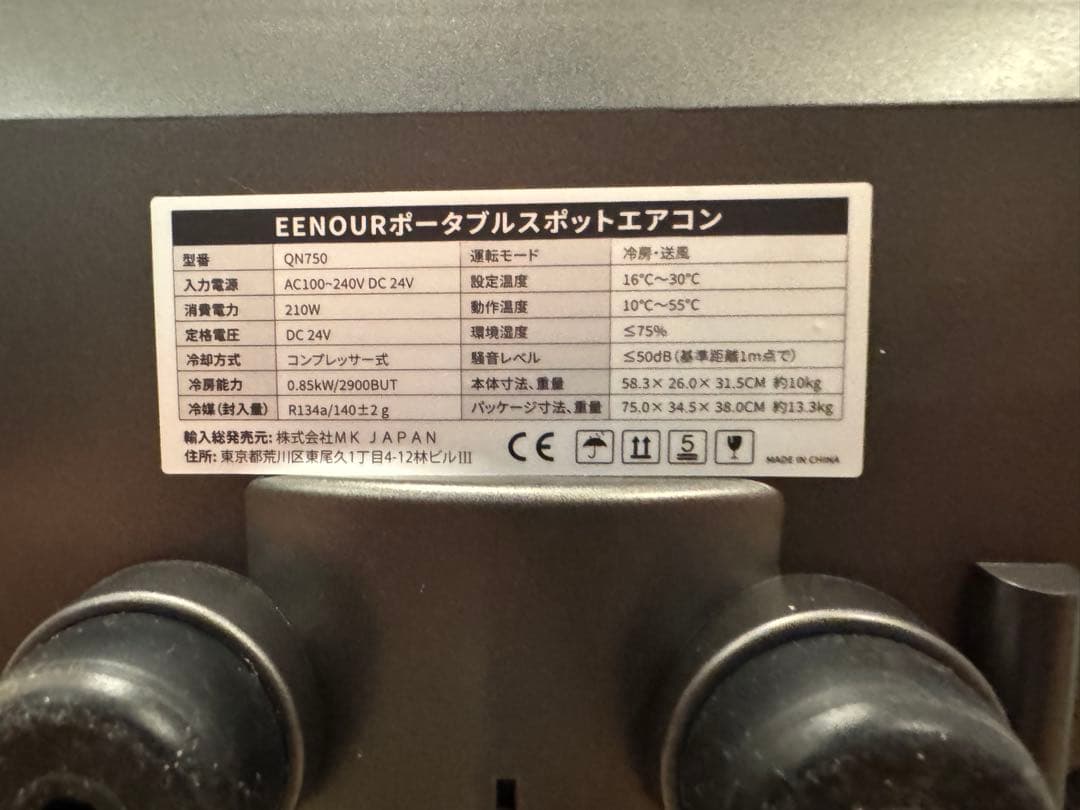 EENOURポータブルスポットエアコン
型番 QN750 運転モード 冷房・送風
入力電源 AC100~240V DC 24V 設定温度 16℃～30℃
消費電力 210W 動作温度 10℃～55℃
定格電圧 DC 24V 環境湿度 ≤75%
冷却方式 コンプレッサー式 騒音レベル ≤50dB（基準距離1m点で）
冷房能力 0.85kW/2900BUT 本体寸法、重量 58.3× 26.0× 31.5CM 約10kg
冷媒（封入量） R134a/140±2 g パッケージ寸法、重量 75.0× 34.5× 38.0CM 約13.3kg
輸入総発売元: 株式会社MK JAPAN
住所: 東京都荒川区東尾久1丁目4-12林ビルIII
CE 5 MADE IN CHINA